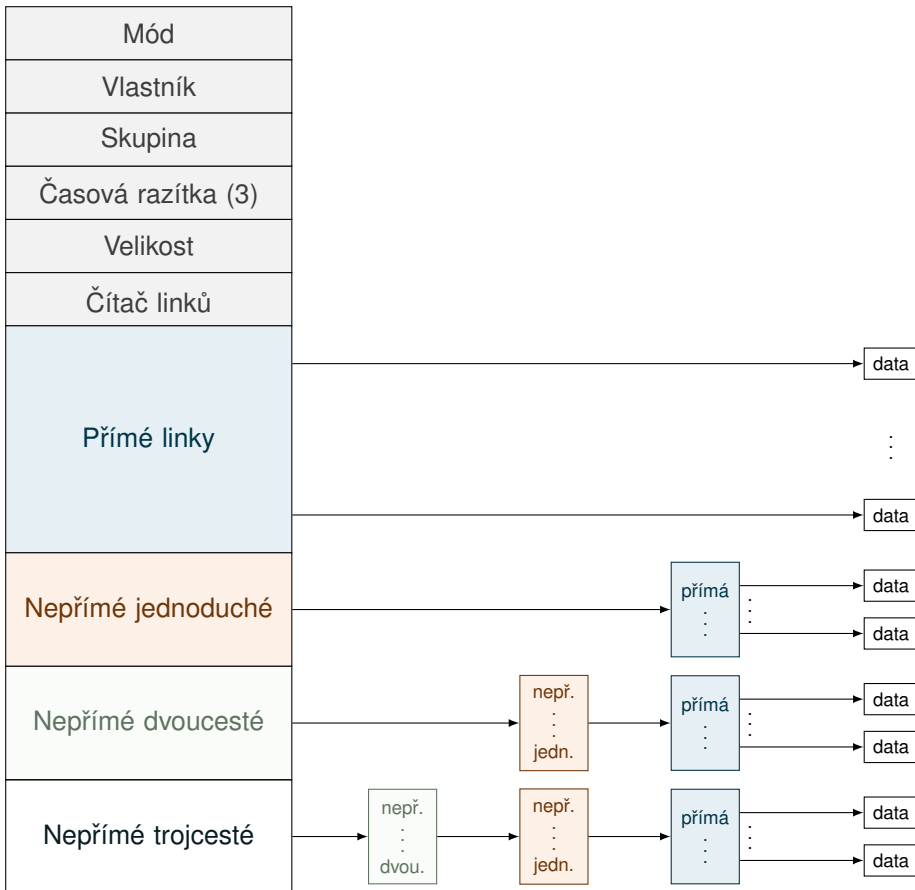 Mód
Vlastník
Skupina
Časová razítka (3)
Velikost
Čítač linků
Přímé linky
data
data
Nepřímé jednoduché
přímá
data
data
Nepřímé dvoucesté
nepř.
jedn.
přímá
data
data
Nepřímé trojcesté
nepř.
dvou.
nepř.
jedn.
přímá
data
data